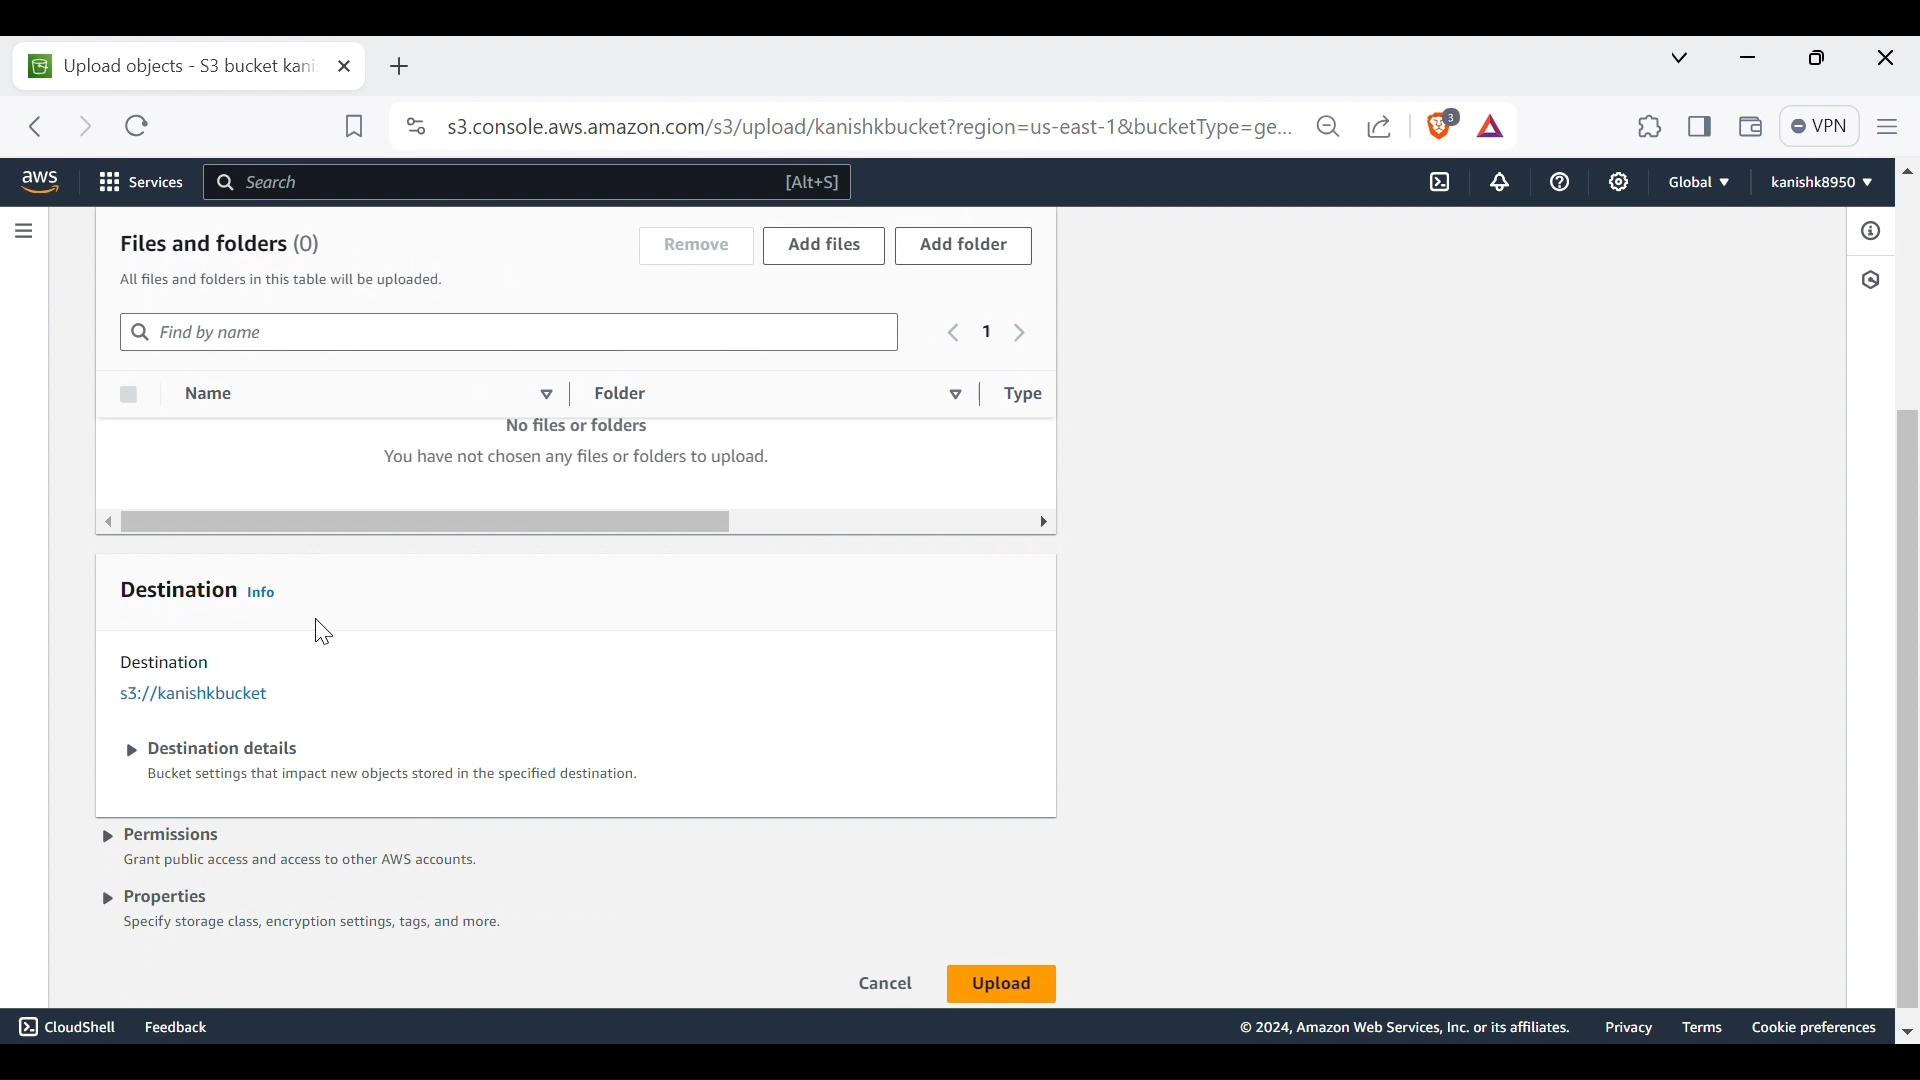 Upload objects - S3 bucket kani
s3.console.aws.amazon.com/s3/upload/kanishkbucket?region=us-east-1&bucketType=ge...
3
VPN
aws
Services
Search
[Alt+S]
Global
kanishk8950
Files and folders (0)
Remove
Add files
Add folder
All files and folders in this table will be uploaded.
Find by name
1
Name
Folder
Type
No files or folders
You have not chosen any files or folders to upload.
Destination Info
Destination
s3://kanishkbucket
Destination details
Bucket settings that impact new objects stored in the specified destination.
Permissions
Grant public access and access to other AWS accounts.
Properties
Specify storage class, encryption settings, tags, and more.
Cancel
Upload
CloudShell
Feedback
© 2024, Amazon Web Services, Inc. or its affiliates.
Privacy
Terms
Cookie preferences